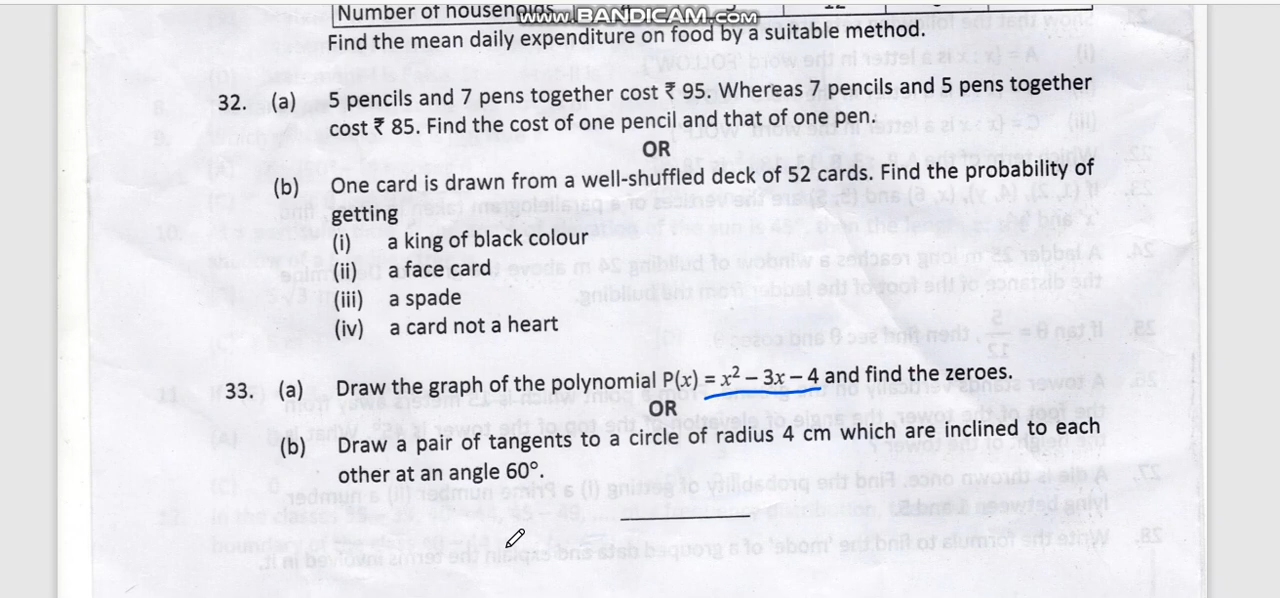 Number of households
www.BANDICAM.com
Find the mean daily expenditure on food by a suitable method.
32. (a) 5 pencils and 7 pens together cost ₹ 95. Whereas 7 pencils and 5 pens together
cost ₹ 85. Find the cost of one pencil and that of one pen.
OR
(b) One card is drawn from a well-shuffled deck of 52 cards. Find the probability of
getting
(i) a king of black colour
(ii) a face card
(iii) a spade
(iv) a card not a heart
33. (a) Draw the graph of the polynomial P(x) = x² – 3x – 4 and find the zeroes.
OR
(b) Draw a pair of tangents to a circle of radius 4 cm which are inclined to each
other at an angle 60°.